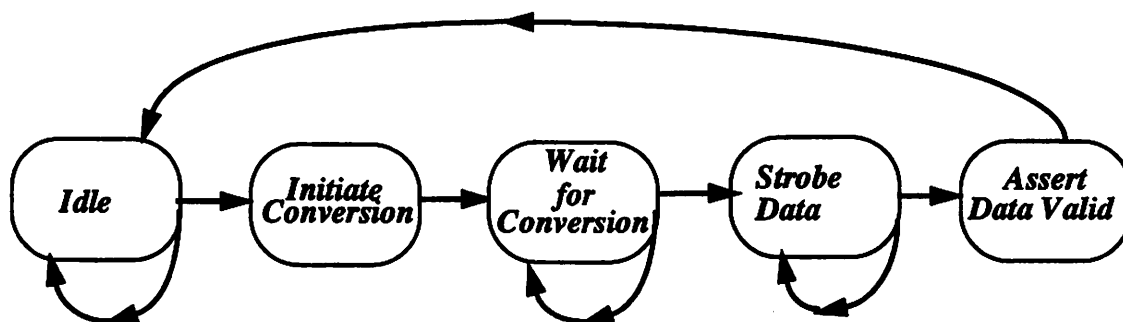 Idle
Initiate
Conversion
Wait
for
Conversion
Strobe
Data
Assert
Data Valid